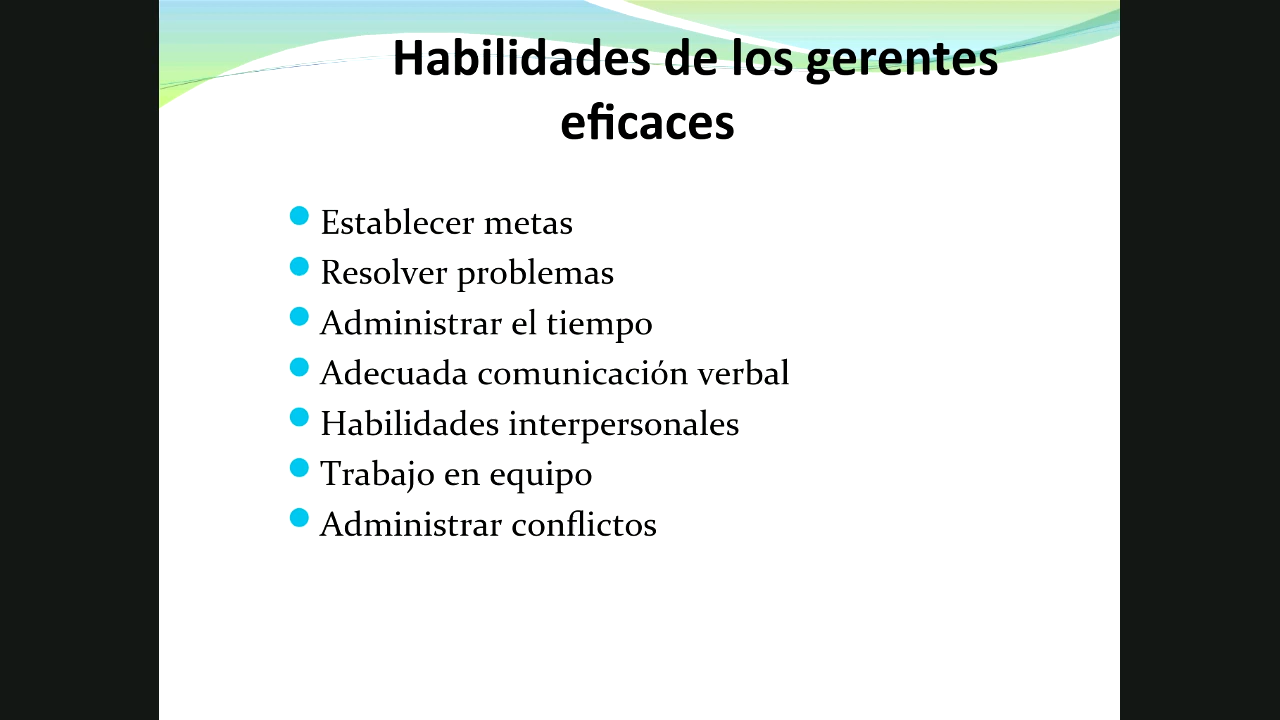 Habilidades de los gerentes
eficaces
Establecer metas
Resolver problemas
Administrar el tiempo
Adecuada comunicación verbal
Habilidades interpersonales
Trabajo en equipo
Administrar conflictos